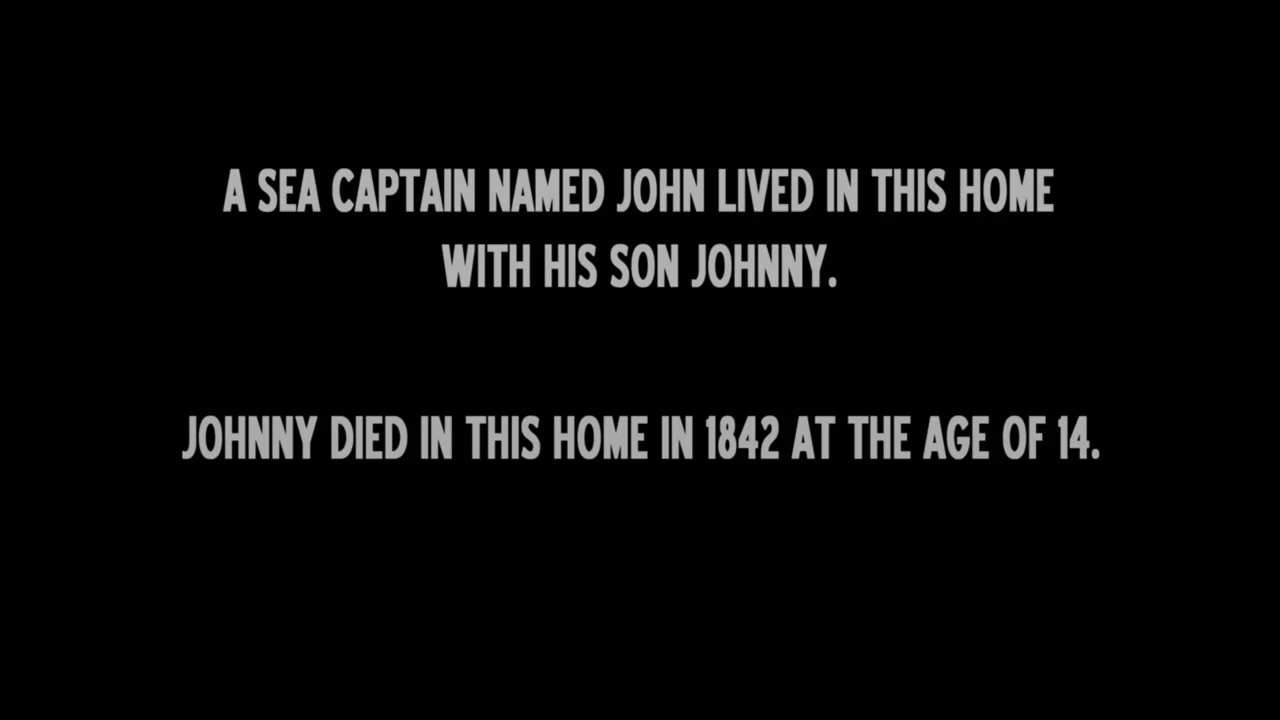 A SEA CAPTAIN NAMED JOHN LIVED IN THIS HOME
WITH HIS SON JOHNNY.
JOHNNY DIED IN THIS HOME IN 1842 AT THE AGE OF 14.